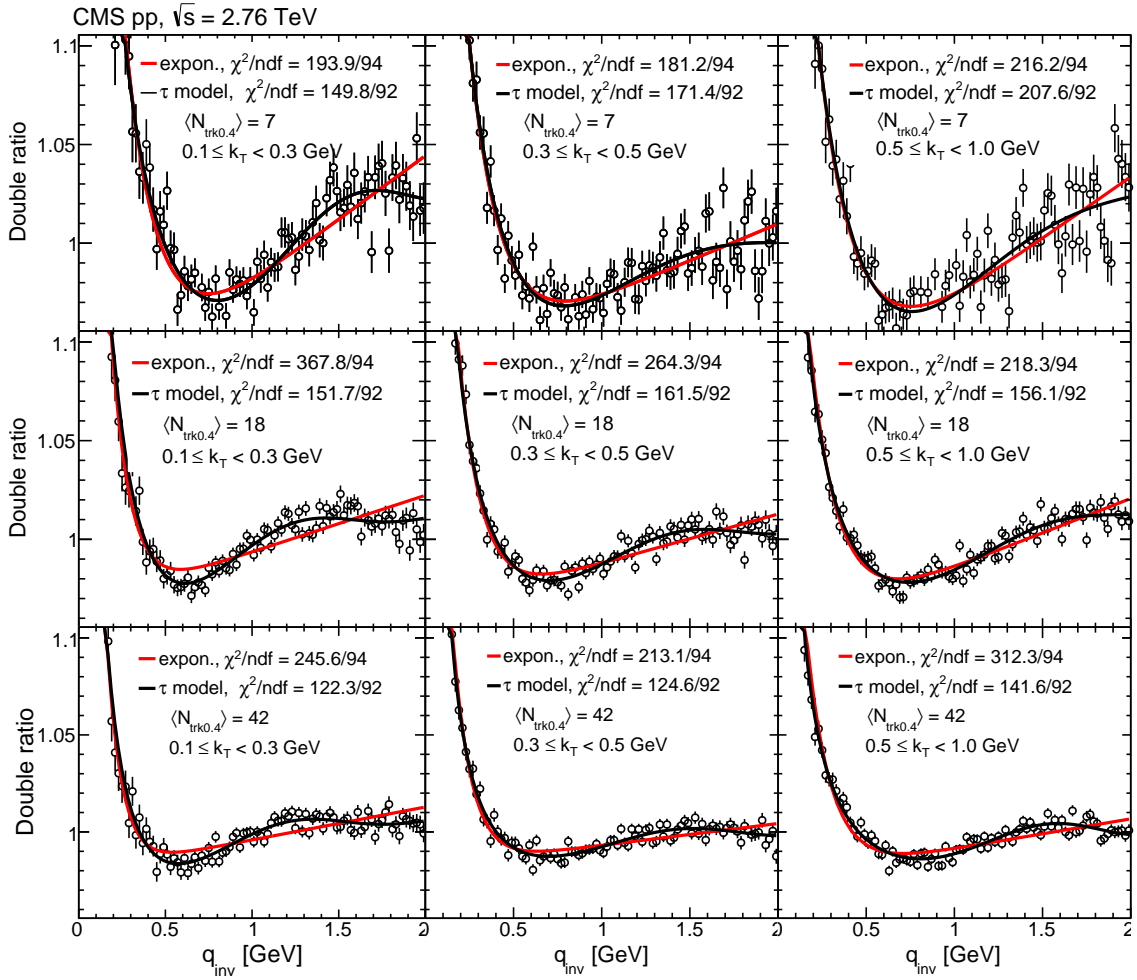 CMS pp, √s = 2.76 TeV
Double ratio
1.1
1.05
1
expon., χ²/ndf = 193.9/94
τ model, χ²/ndf = 149.8/92
⟨N_trk0.4⟩ = 7
0.1 ≤ k_T < 0.3 GeV
expon., χ²/ndf = 181.2/94
τ model, χ²/ndf = 171.4/92
⟨N_trk0.4⟩ = 7
0.3 ≤ k_T < 0.5 GeV
expon., χ²/ndf = 216.2/94
τ model, χ²/ndf = 207.6/92
⟨N_trk0.4⟩ = 7
0.5 ≤ k_T < 1.0 GeV
Double ratio
1.1
1.05
1
expon., χ²/ndf = 367.8/94
τ model, χ²/ndf = 151.7/92
⟨N_trk0.4⟩ = 18
0.1 ≤ k_T < 0.3 GeV
expon., χ²/ndf = 264.3/94
τ model, χ²/ndf = 161.5/92
⟨N_trk0.4⟩ = 18
0.3 ≤ k_T < 0.5 GeV
expon., χ²/ndf = 218.3/94
τ model, χ²/ndf = 156.1/92
⟨N_trk0.4⟩ = 18
0.5 ≤ k_T < 1.0 GeV
Double ratio
1.1
1.05
1
expon., χ²/ndf = 245.6/94
τ model, χ²/ndf = 122.3/92
⟨N_trk0.4⟩ = 42
0.1 ≤ k_T < 0.3 GeV
expon., χ²/ndf = 213.1/94
τ model, χ²/ndf = 124.6/92
⟨N_trk0.4⟩ = 42
0.3 ≤ k_T < 0.5 GeV
expon., χ²/ndf = 312.3/94
τ model, χ²/ndf = 141.6/92
⟨N_trk0.4⟩ = 42
0.5 ≤ k_T < 1.0 GeV
0 0.5 1 1.5 2
0.5 1 1.5 2
0.5 1 1.5 2
q_inv [GeV]
q_inv [GeV]
q_inv [GeV]